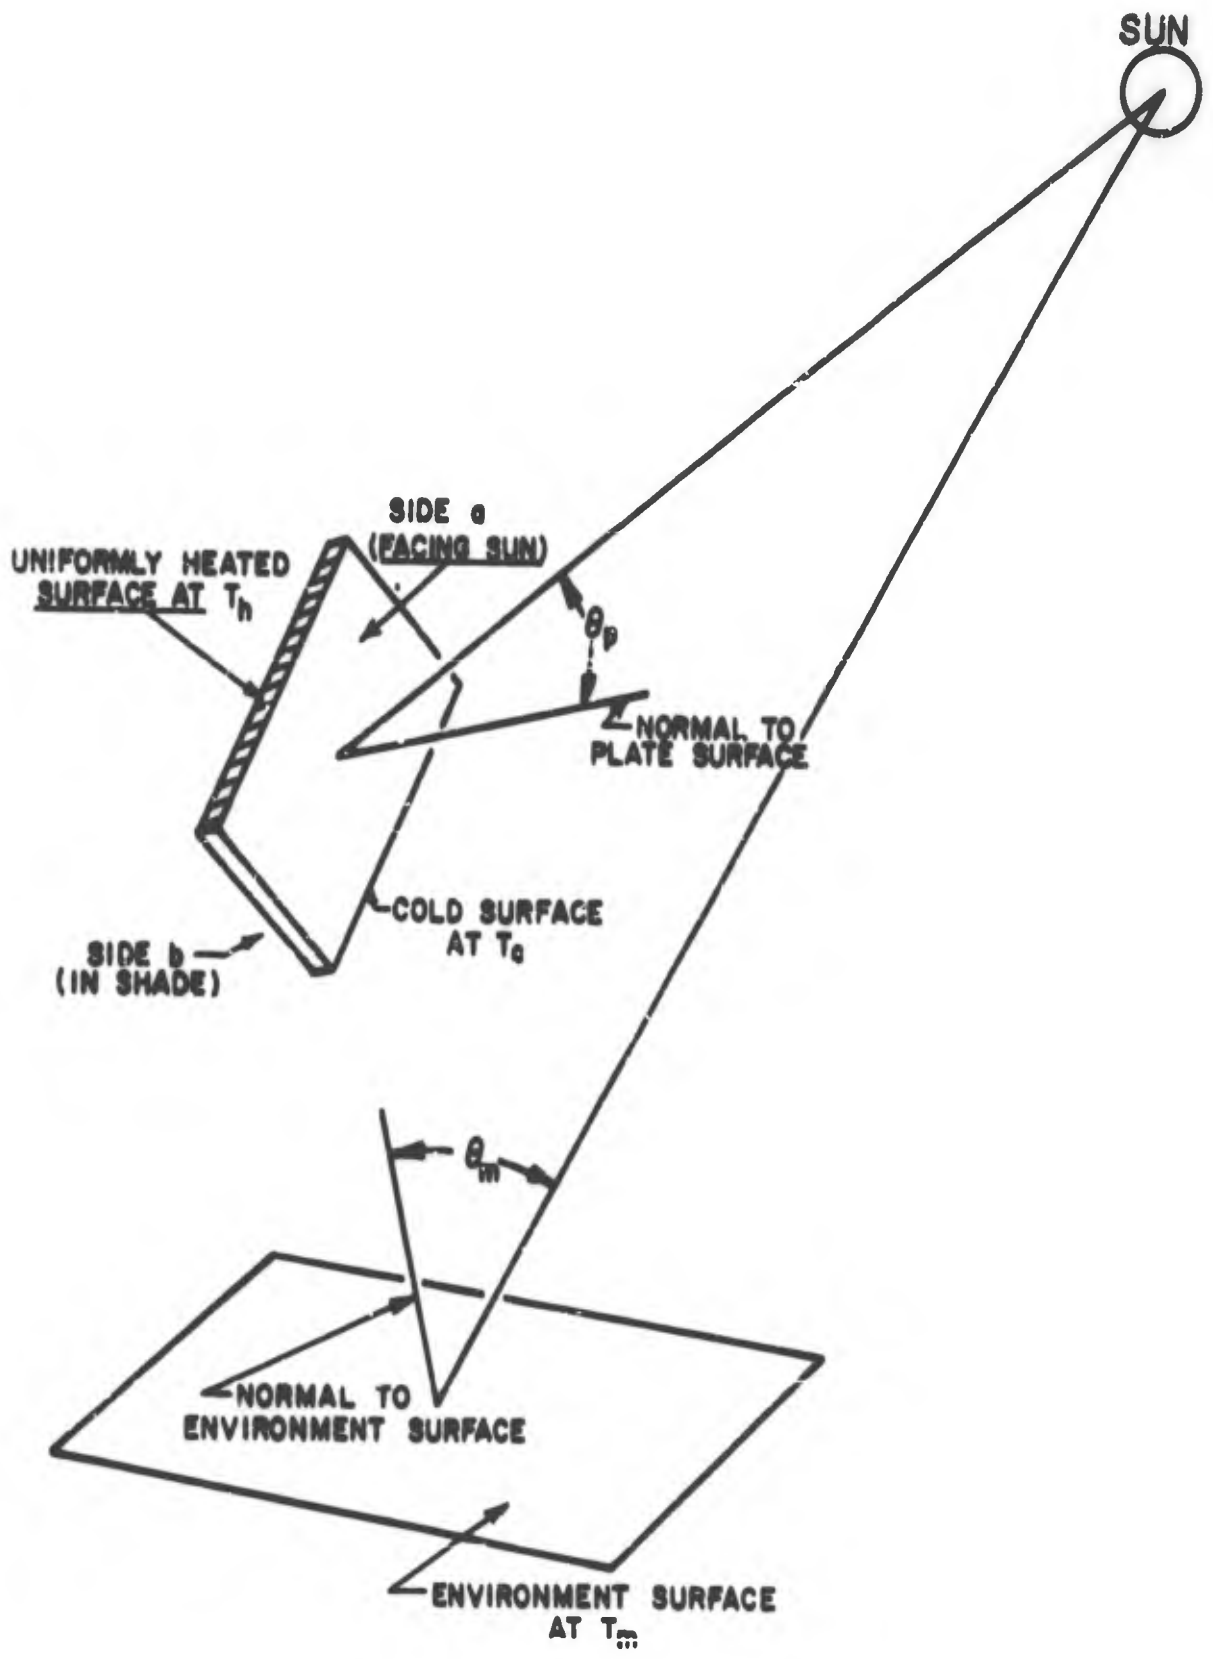 SUN
SIDE a
(FACING SUN)
UNIFORMLY HEATED
SURFACE AT Th
θp
NORMAL TO
PLATE SURFACE
COLD SURFACE
AT Tc
SIDE b
(IN SHADE)
θm
NORMAL TO
ENVIRONMENT SURFACE
ENVIRONMENT SURFACE
AT Tm